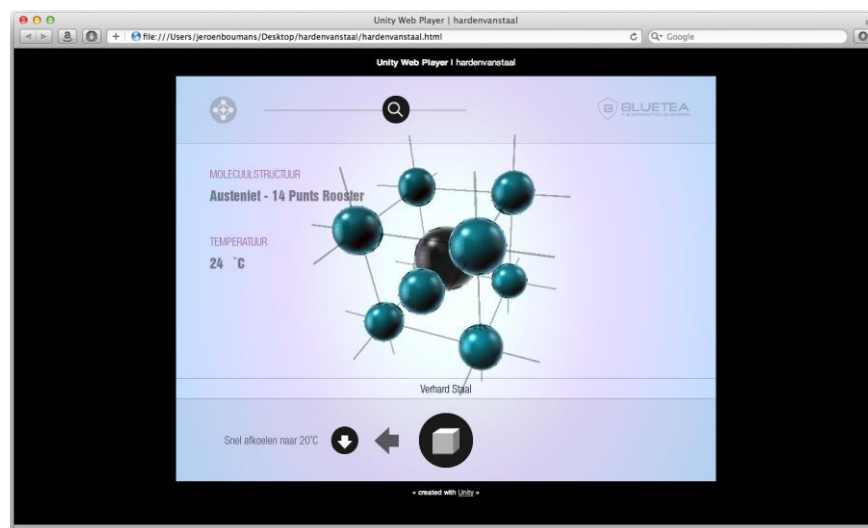 Unity Web Player | hardenvanstaal
file:///Users/jeroenboumans/Desktop/hardenvanstaal/hardenvanstaal.html
Google
Unity Web Player | hardenvanstaal
BLUETEA
MOLECUULSTRUCTUUR
Austeniet - 14 Punts Rooster
TEMPERATUUR
24 °C
Verhard Staal
Snel afkoelen naar 20°C
« created with Unity »